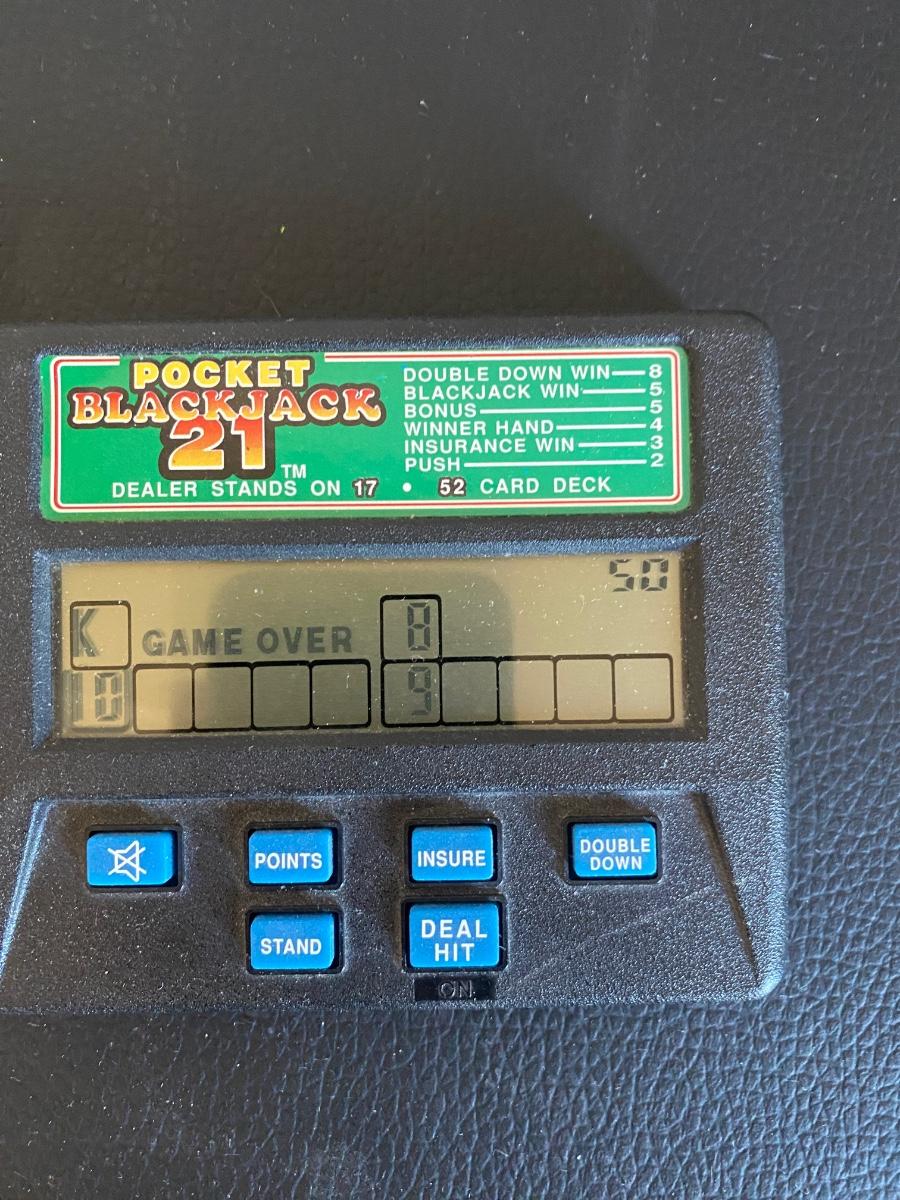 POCKET
BLACKJACK
21 TM
DOUBLE DOWN WIN 8
BLACKJACK WIN 5
BONUS 5
WINNER HAND 4
INSURANCE WIN 3
PUSH 2
DEALER STANDS ON 17 • 52 CARD DECK
50
K GAME OVER 8
10 9
POINTS
INSURE
DOUBLE
DOWN
STAND
DEAL
HIT
ON